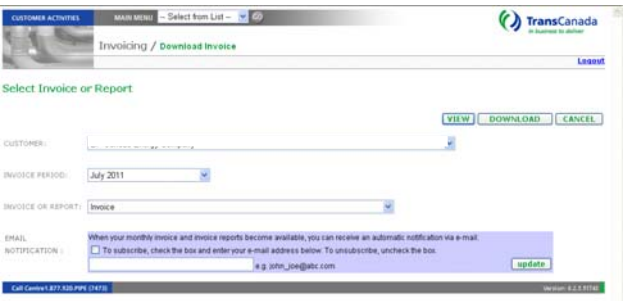 CUSTOMER ACTIVITIES
MAIN MENU -- Select from List --
TransCanada
In business to deliver
Invoicing / Download Invoice
Logout
Select Invoice or Report
VIEW DOWNLOAD CANCEL
CUSTOMER: Energy Company
INVOICE PERIOD: July 2011
INVOICE OR REPORT: Invoice
EMAIL NOTIFICATION :
When your monthly invoice and invoice reports become available, you can receive an automatic notification via e-mail.
To subscribe, check the box and enter your e-mail address below. To unsubscribe, uncheck the box.
e.g. john_joe@abc.com update
Call Centre1.877.920.PIPE (7473)